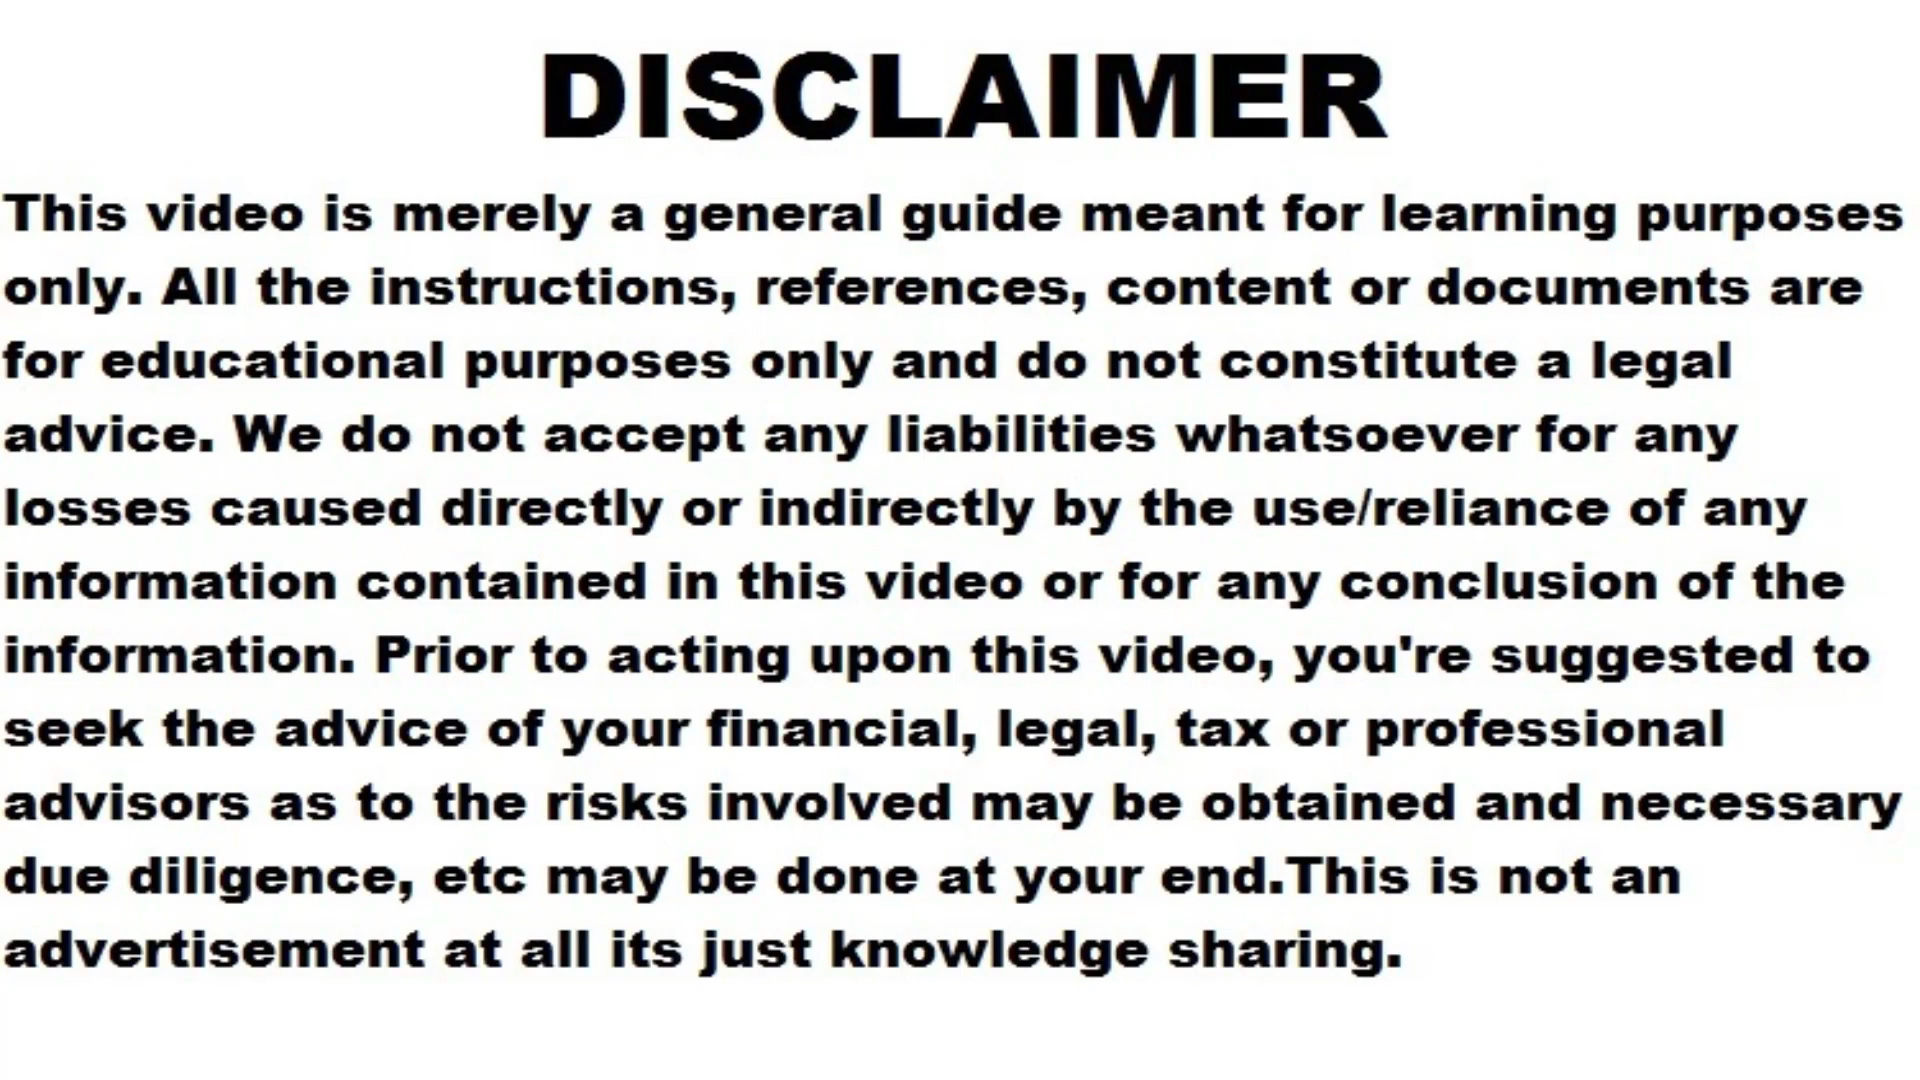 DISCLAIMER
This video is merely a general guide meant for learning purposes
only. All the instructions, references, content or documents are
for educational purposes only and do not constitute a legal
advice. We do not accept any liabilities whatsoever for any
losses caused directly or indirectly by the use/reliance of any
information contained in this video or for any conclusion of the
information. Prior to acting upon this video, you're suggested to
seek the advice of your financial, legal, tax or professional
advisors as to the risks involved may be obtained and necessary
due diligence, etc may be done at your end.This is not an
advertisement at all its just knowledge sharing.